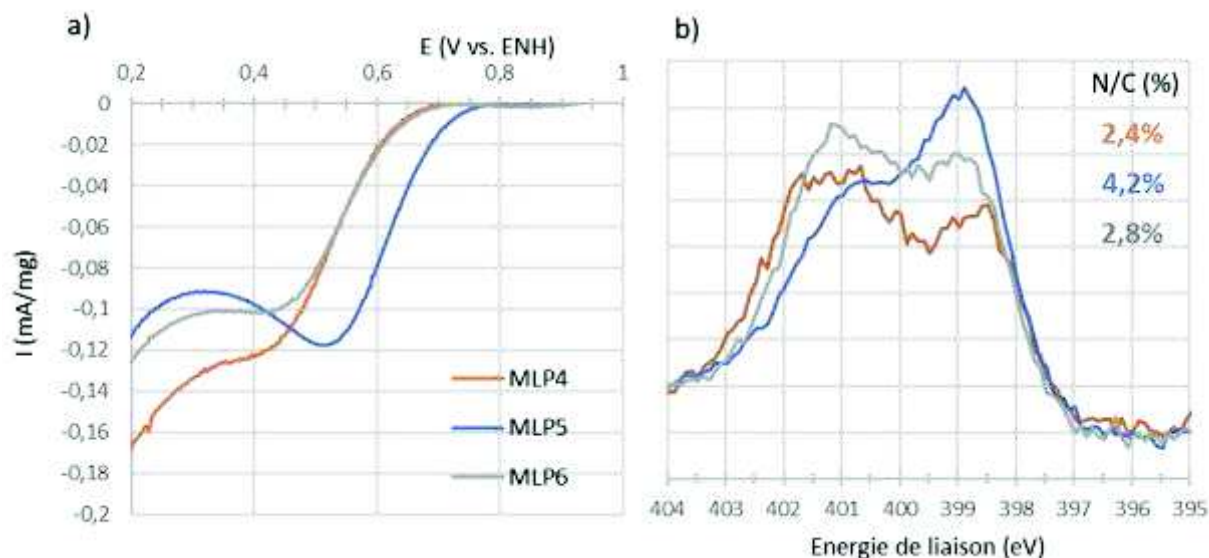 a)
E (V vs. ENH)
0,2 0,4 0,6 0,8 1
0
-0,02
-0,04
-0,06
-0,08
-0,1
-0,12
-0,14
-0,16
-0,18
-0,2
I (mA/mg)
MLP4
MLP5
MLP6
b)
N/C (%)
2,4%
4,2%
2,8%
404 403 402 401 400 399 398 397 396 395
Energie de liaison (eV)